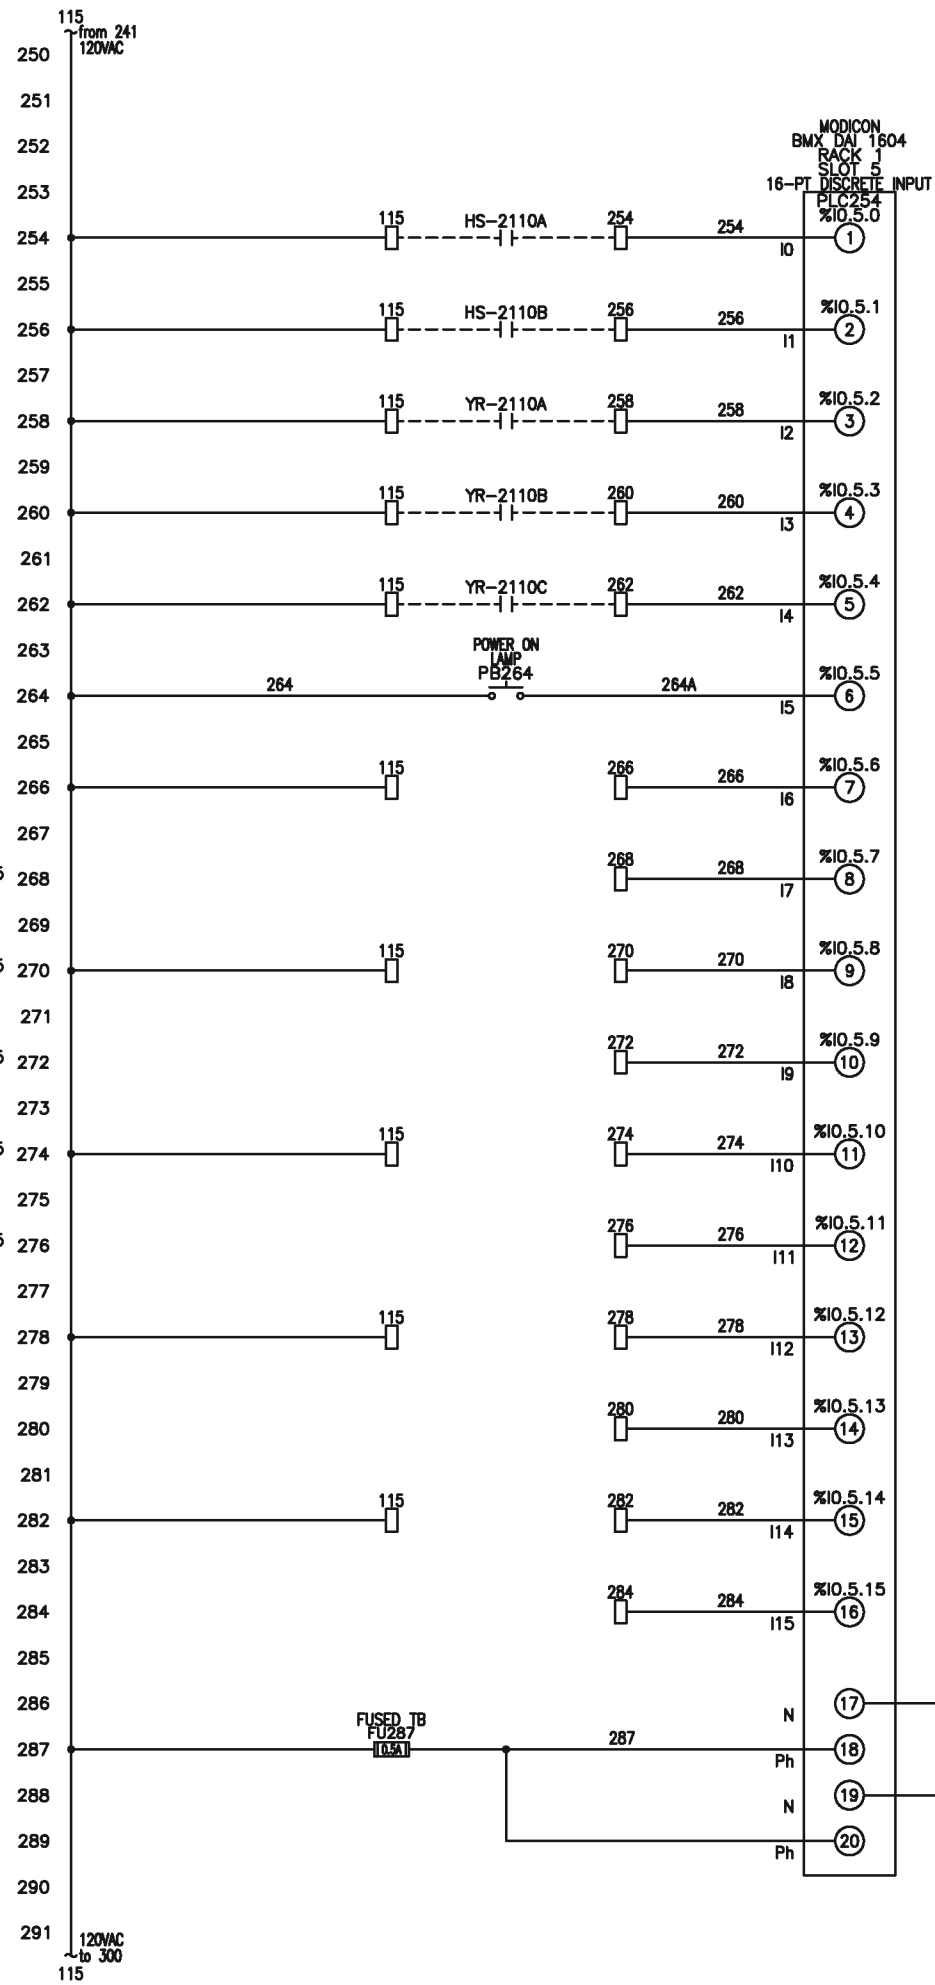 115
from 241
120VAC
250
251
252
253
MODICON
BMX DAI 1604
RACK 1
SLOT 5
16-PT DISCRETE INPUT
PLC254
%I0.5.0
254 115 HS-2110A 254 254 I0 1
255
%I0.5.1
256 115 HS-2110B 256 256 I1 2
257
%I0.5.2
258 115 YR-2110A 258 258 I2 3
259
%I0.5.3
260 115 YR-2110B 260 260 I3 4
261
%I0.5.4
262 115 YR-2110C 262 262 I4 5
263
POWER ON
LAMP
PB264
%I0.5.5
264 264 264A I5 6
265
%I0.5.6
266 115 266 266 I6 7
267
%I0.5.7
268 268 268 I7 8
269
%I0.5.8
270 115 270 270 I8 9
271
%I0.5.9
272 272 272 I9 10
273
%I0.5.10
274 115 274 274 I10 11
275
%I0.5.11
276 276 276 I11 12
277
%I0.5.12
278 115 278 278 I12 13
279
%I0.5.13
280 280 280 I13 14
281
%I0.5.14
282 115 282 282 I14 15
283
%I0.5.15
284 284 284 I15 16
285
286 N 17
FUSED TB
FU287
287 0.5A 287 Ph 18
288 N 19
289 Ph 20
290
291
120VAC
to 300
115